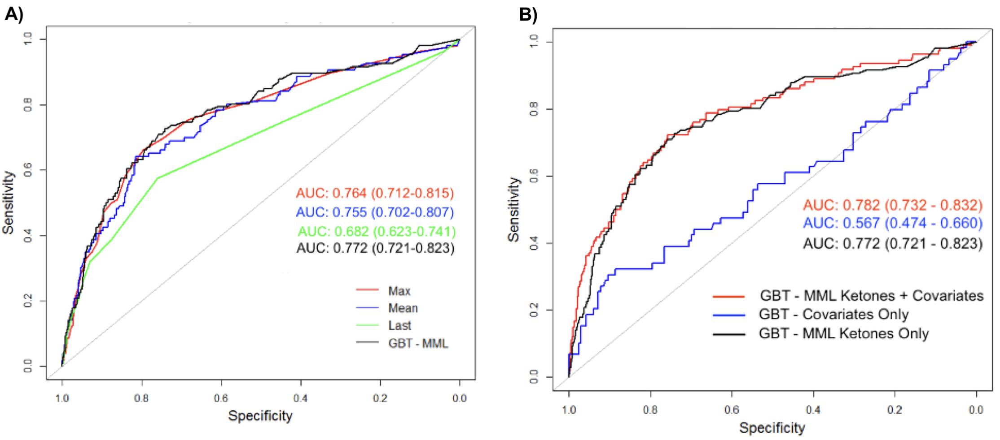 A)
1.0
0.8
0.6
0.4
0.2
0.0
Sensitivity
AUC: 0.764 (0.712-0.815)
AUC: 0.755 (0.702-0.807)
AUC: 0.682 (0.623-0.741)
AUC: 0.772 (0.721-0.823)
Max
Mean
Last
GBT - MML
1.0 0.8 0.6 0.4 0.2 0.0
Specificity
B)
1.0
0.8
0.6
0.4
0.2
0.0
Sensitivity
AUC: 0.782 (0.732 - 0.832)
AUC: 0.567 (0.474 - 0.660)
AUC: 0.772 (0.721 - 0.823)
GBT - MML Ketones + Covariates
GBT - Covariates Only
GBT - MML Ketones Only
1.0 0.8 0.6 0.4 0.2 0.0
Specificity